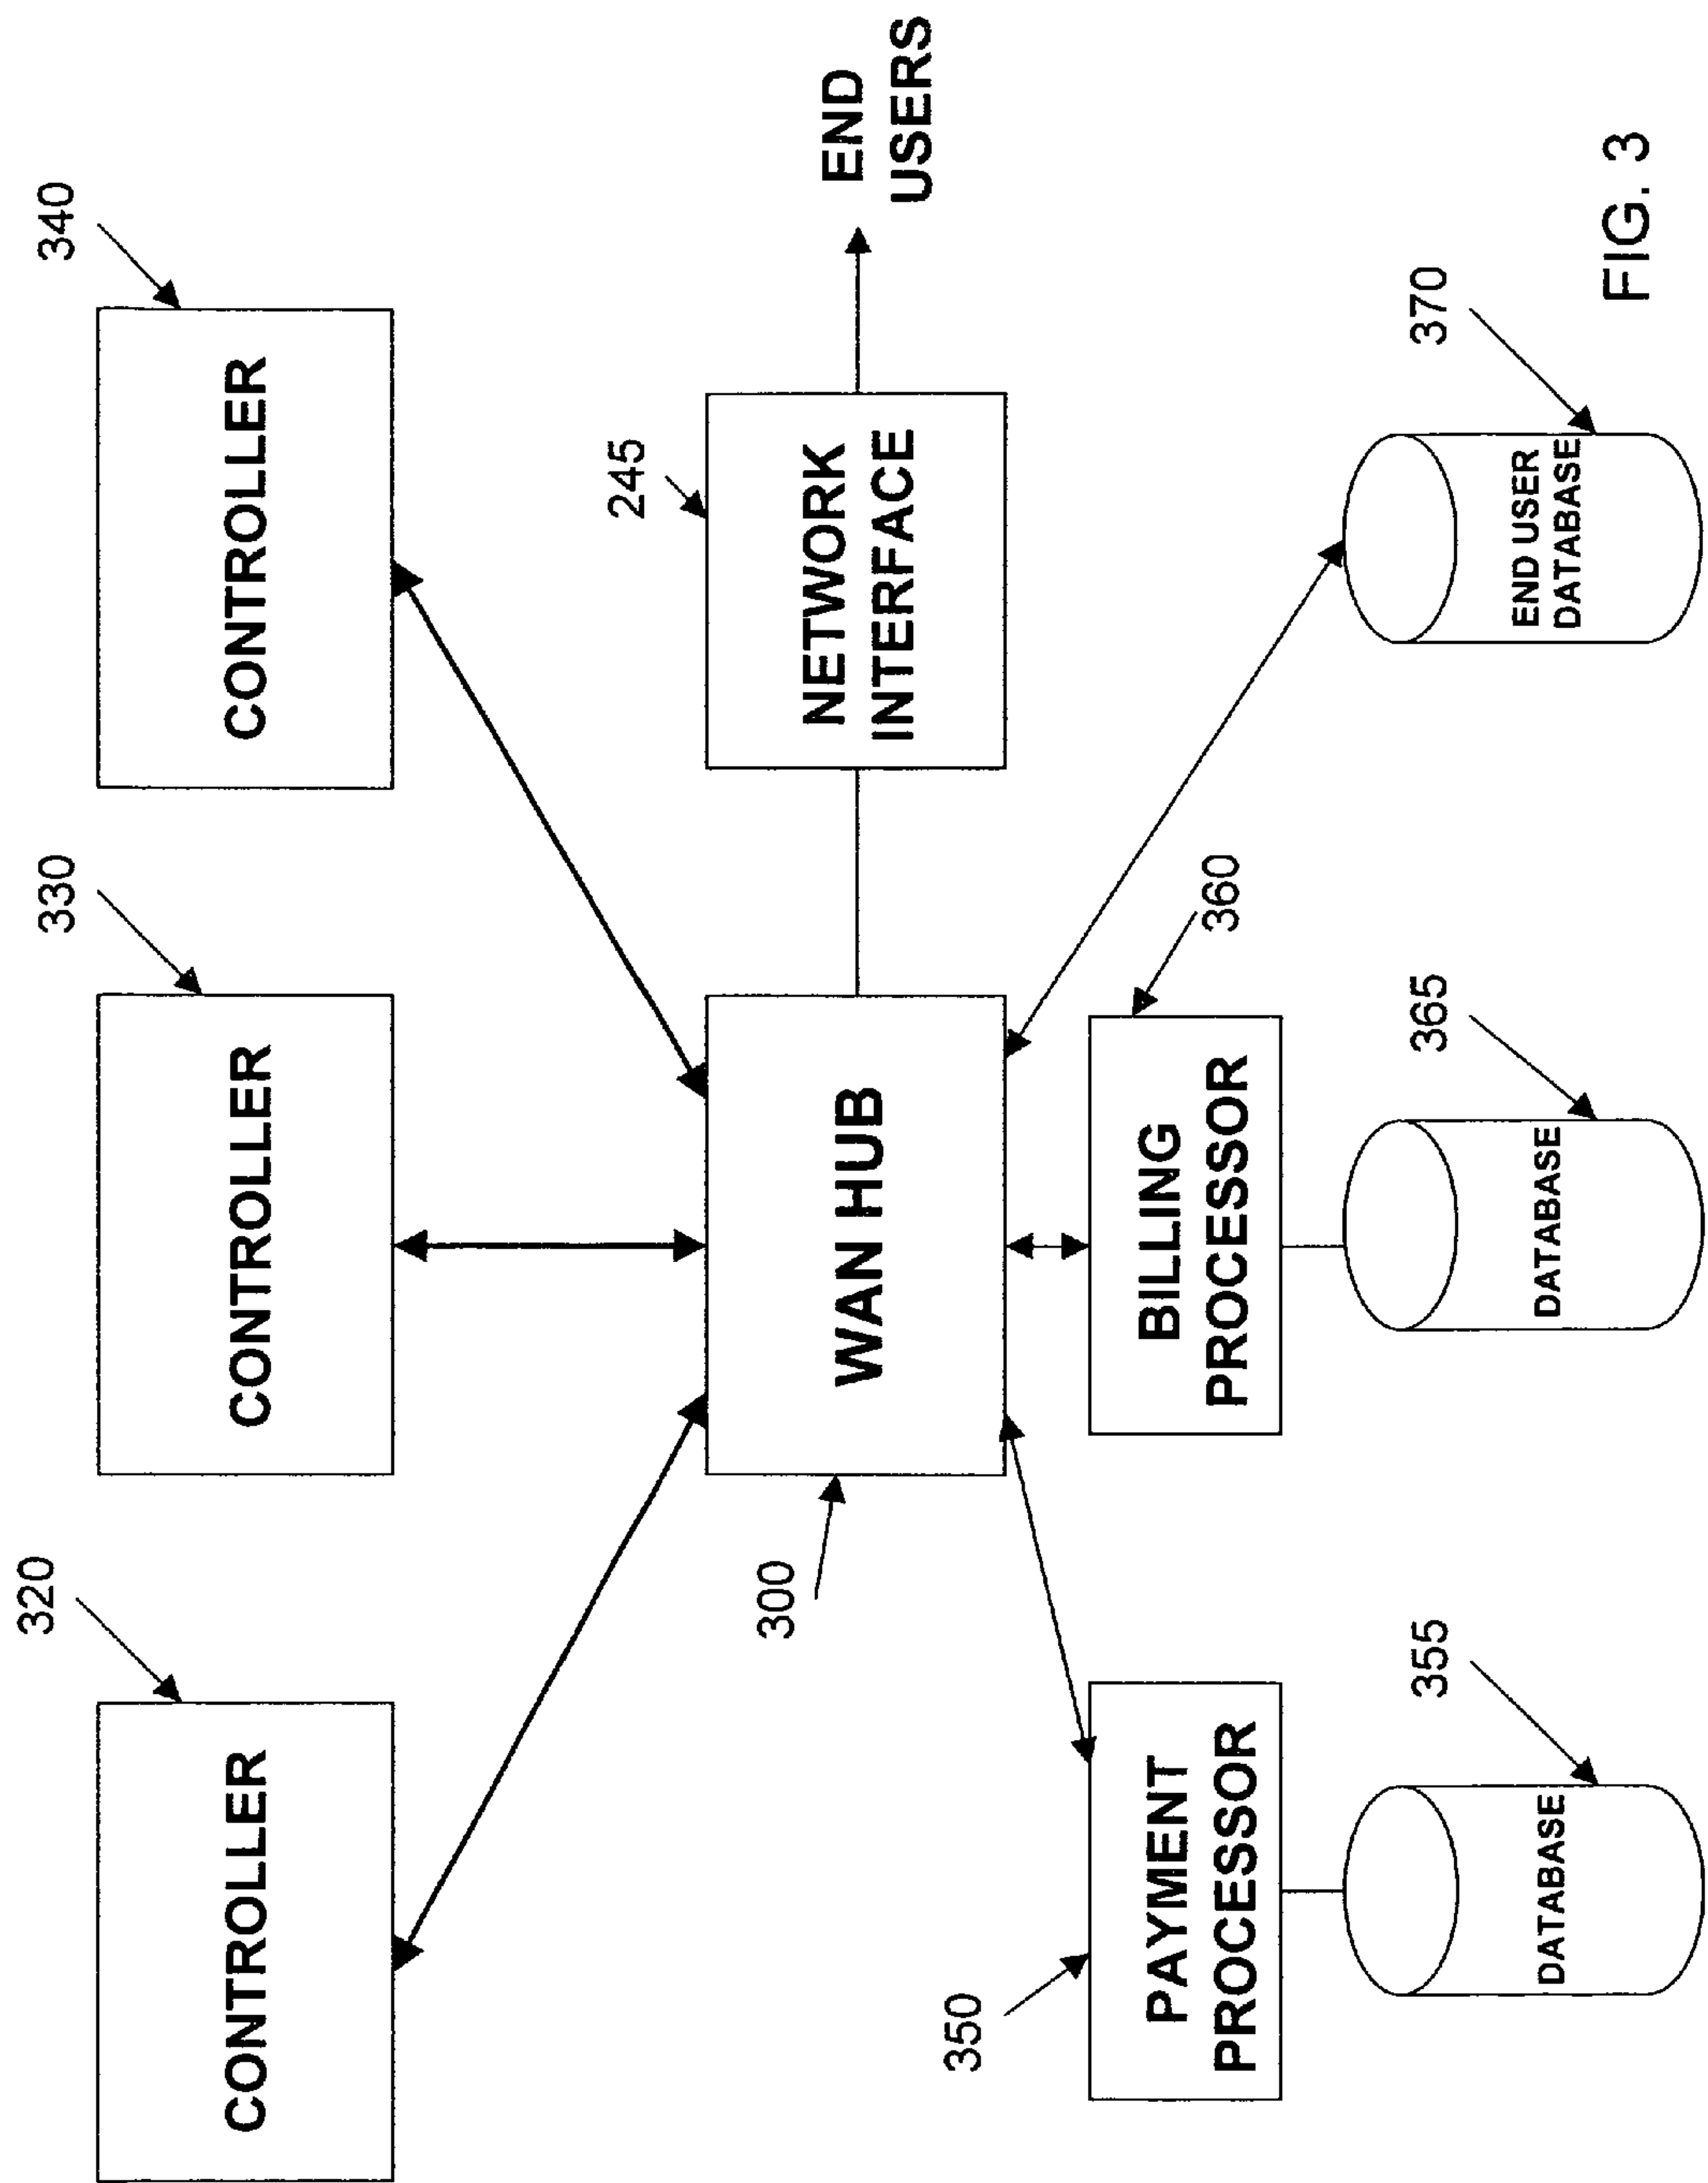 320
330
340
CONTROLLER
CONTROLLER
CONTROLLER
300
WAN HUB
245
NETWORK
INTERFACE
END
USERS
350
PAYMENT
PROCESSOR
BILLING
PROCESSOR
360
355
DATABASE
365
DATABASE
370
END USER
DATABASE
FIG. 3